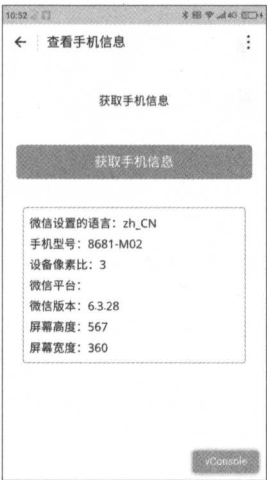 10:52
4G
查看手机信息
获取手机信息
获取手机信息
微信设置的语言：zh_CN
手机型号：8681-M02
设备像素比：3
微信平台：
微信版本：6.3.28
屏幕高度：567
屏幕宽度：360
vConsole